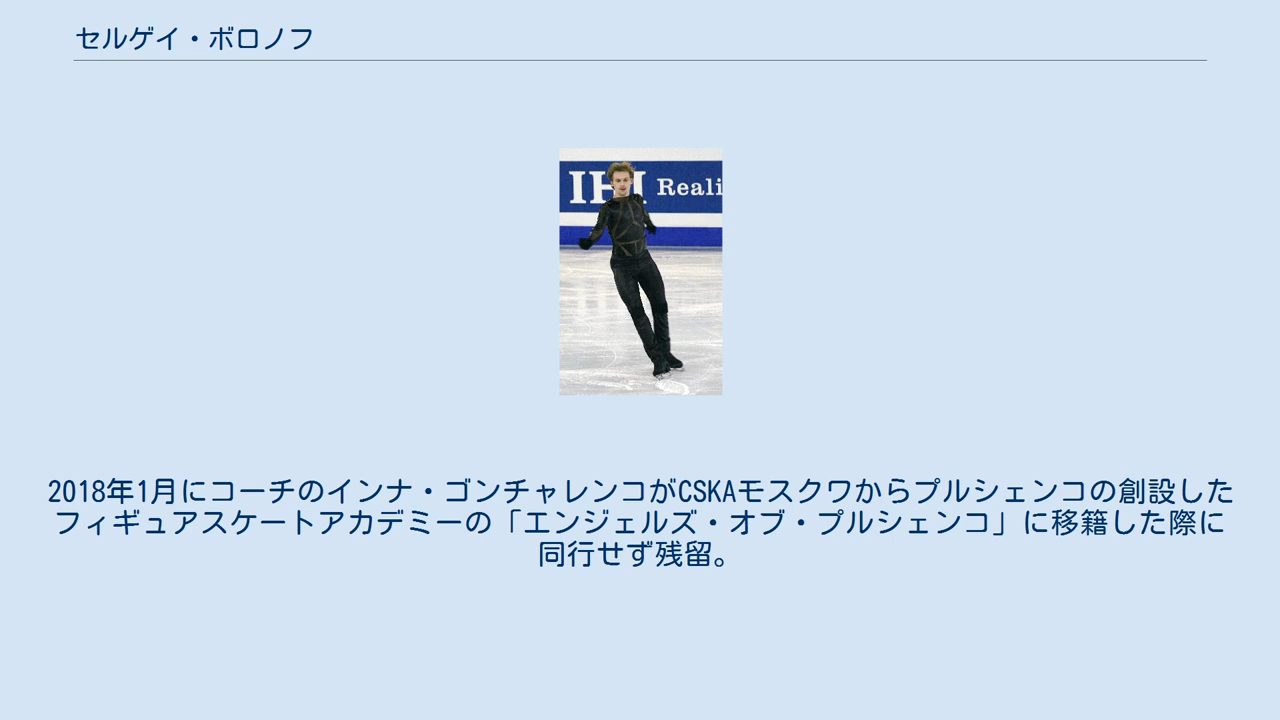 セルゲイ・ボロノフ
IHI Reali
2018年1月にコーチのインナ・ゴンチャレンコがCSKAモスクワからプルシェンコの創設した
フィギュアスケートアカデミーの「エンジェルズ・オブ・プルシェンコ」に移籍した際に
同行せず残留。